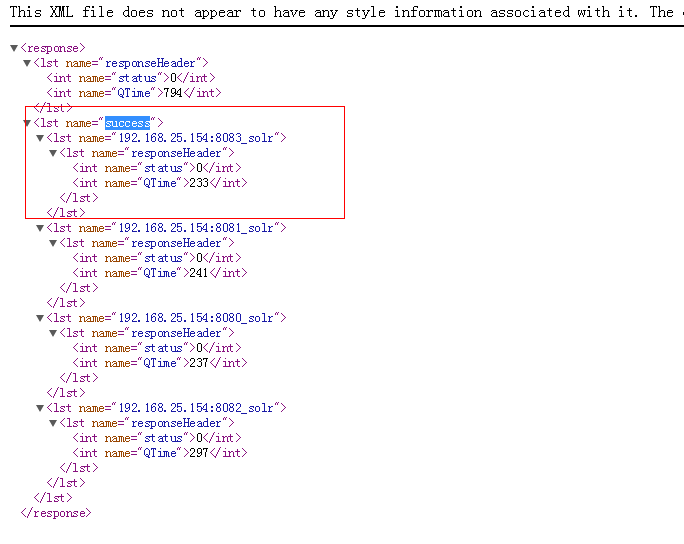 This XML file does not appear to have any style information associated with it. The
▼<response>
▼<lst name="responseHeader">
<int name="status">0</int>
<int name="QTime">794</int>
</lst>
▼<lst name="success">
▼<lst name="192.168.25.154:8083_solr">
▼<lst name="responseHeader">
<int name="status">0</int>
<int name="QTime">233</int>
</lst>
</lst>
▼<lst name="192.168.25.154:8081_solr">
▼<lst name="responseHeader">
<int name="status">0</int>
<int name="QTime">241</int>
</lst>
</lst>
▼<lst name="192.168.25.154:8080_solr">
▼<lst name="responseHeader">
<int name="status">0</int>
<int name="QTime">237</int>
</lst>
</lst>
▼<lst name="192.168.25.154:8082_solr">
▼<lst name="responseHeader">
<int name="status">0</int>
<int name="QTime">297</int>
</lst>
</lst>
</lst>
</response>